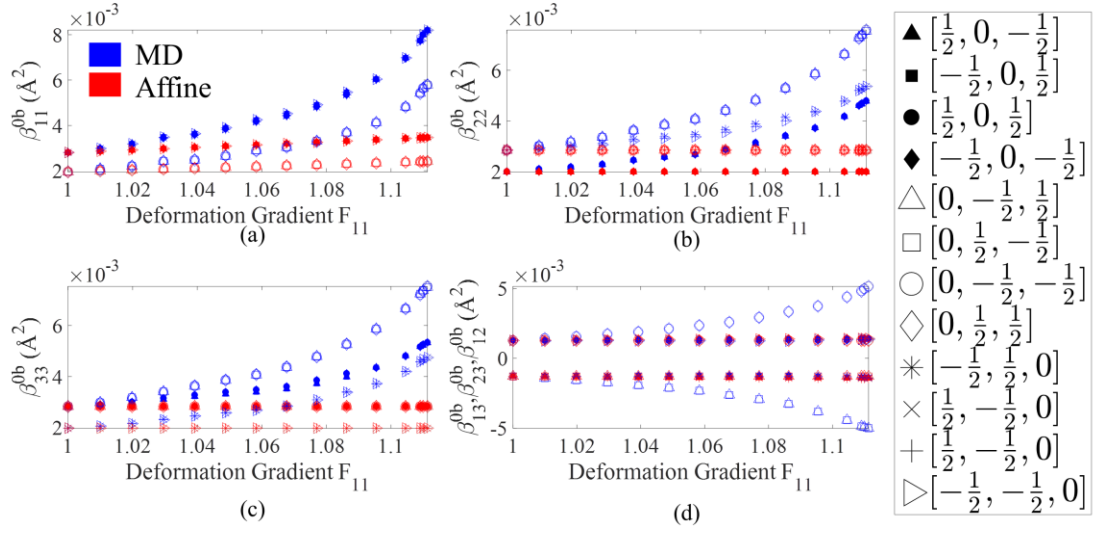 ×10⁻³
8
6
4
2
β₁₁⁰ᵇ (Å²)
MD
Affine
1 1.02 1.04 1.06 1.08 1.1
Deformation Gradient F₁₁
(a)
×10⁻³
6
4
2
β₂₂⁰ᵇ (Å²)
1 1.02 1.04 1.06 1.08 1.1
Deformation Gradient F₁₁
(b)
×10⁻³
6
4
2
β₃₃⁰ᵇ (Å²)
1 1.02 1.04 1.06 1.08 1.1
Deformation Gradient F₁₁
(c)
×10⁻³
5
0
-5
β₁₃⁰ᵇ,β₂₃⁰ᵇ,β₁₂⁰ᵇ (Å²)
1 1.02 1.04 1.06 1.08 1.1
Deformation Gradient F₁₁
(d)
[1/2, 0, −1/2]
[−1/2, 0, 1/2]
[1/2, 0, 1/2]
[−1/2, 0, −1/2]
[0, −1/2, 1/2]
[0, 1/2, −1/2]
[0, −1/2, −1/2]
[0, 1/2, 1/2]
[−1/2, 1/2, 0]
[1/2, −1/2, 0]
[1/2, −1/2, 0]
[−1/2, −1/2, 0]